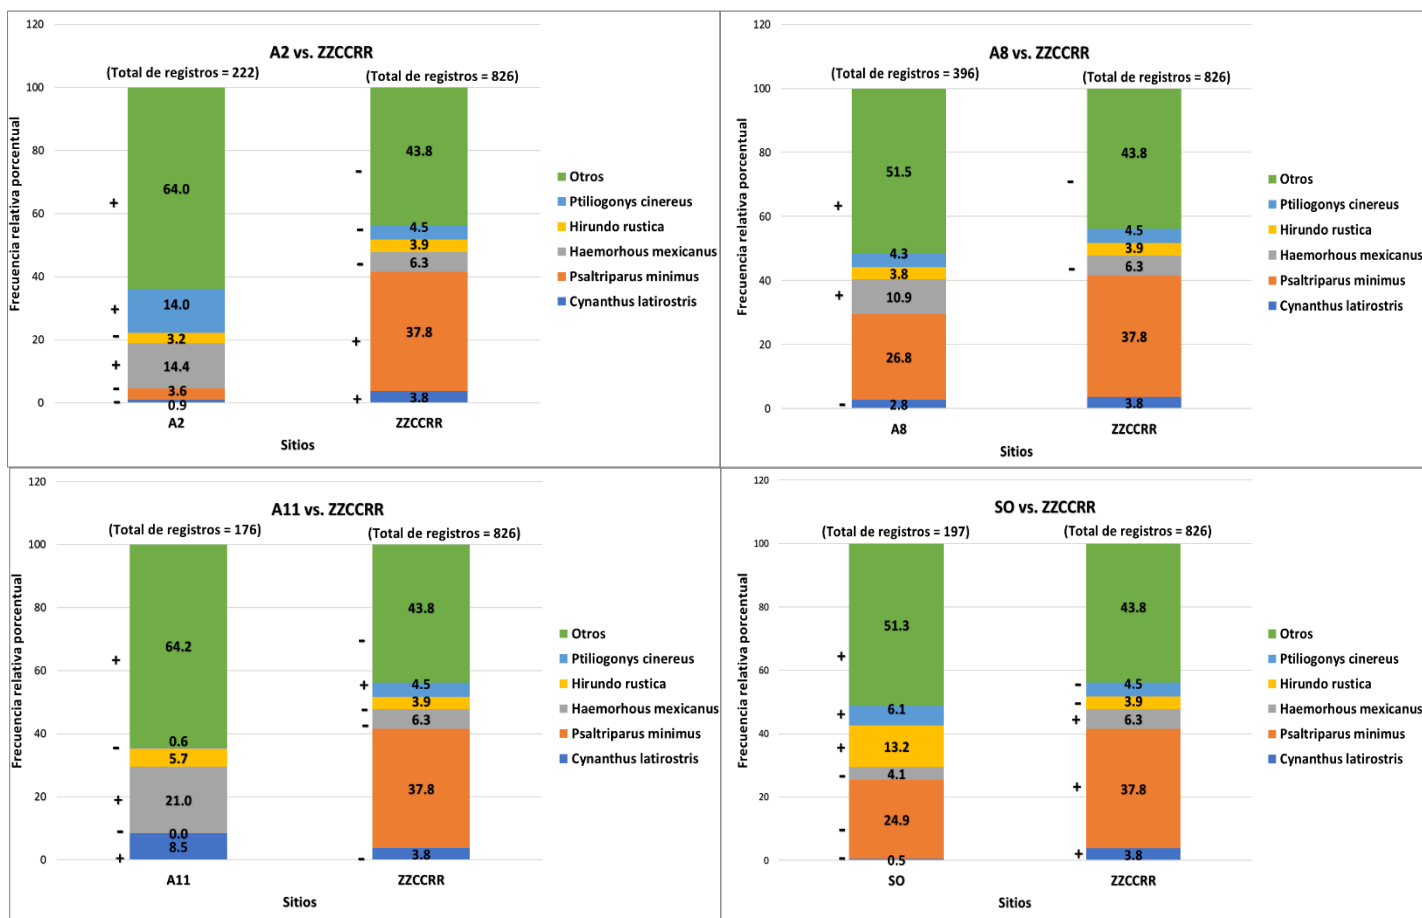 A2 vs. ZZCCRR
(Total de registros = 222) (Total de registros = 826)
Frecuencia relativa porcentual
120
100
80
60
40
20
0
64.0
14.0
3.2
14.4
3.6
0.9
+
+
-
+
-
-
43.8
4.5
3.9
6.3
37.8
3.8
-
-
-
+
+
A2 ZZCCRR
Sitios
Otros
Ptiliogonys cinereus
Hirundo rustica
Haemorhous mexicanus
Psaltriparus minimus
Cynanthus latirostris
A8 vs. ZZCCRR
(Total de registros = 396) (Total de registros = 826)
Frecuencia relativa porcentual
120
100
80
60
40
20
0
51.5
4.3
3.8
10.9
26.8
2.8
+
+
-
43.8
4.5
3.9
6.3
37.8
3.8
-
-
A8 ZZCCRR
Sitios
Otros
Ptiliogonys cinereus
Hirundo rustica
Haemorhous mexicanus
Psaltriparus minimus
Cynanthus latirostris
A11 vs. ZZCCRR
(Total de registros = 176) (Total de registros = 826)
Frecuencia relativa porcentual
120
100
80
60
40
20
0
64.2
0.6
5.7
21.0
0.0
8.5
+
-
+
-
+
43.8
4.5
3.9
6.3
37.8
3.8
-
+
-
-
-
A11 ZZCCRR
Sitios
Otros
Ptiliogonys cinereus
Hirundo rustica
Haemorhous mexicanus
Psaltriparus minimus
Cynanthus latirostris
SO vs. ZZCCRR
(Total de registros = 197) (Total de registros = 826)
Frecuencia relativa porcentual
120
100
80
60
40
20
0
51.3
6.1
13.2
4.1
24.9
0.5
+
+
+
-
-
-
43.8
4.5
3.9
6.3
37.8
3.8
-
-
+
+
+
SO ZZCCRR
Sitios
Otros
Ptiliogonys cinereus
Hirundo rustica
Haemorhous mexicanus
Psaltriparus minimus
Cynanthus latirostris